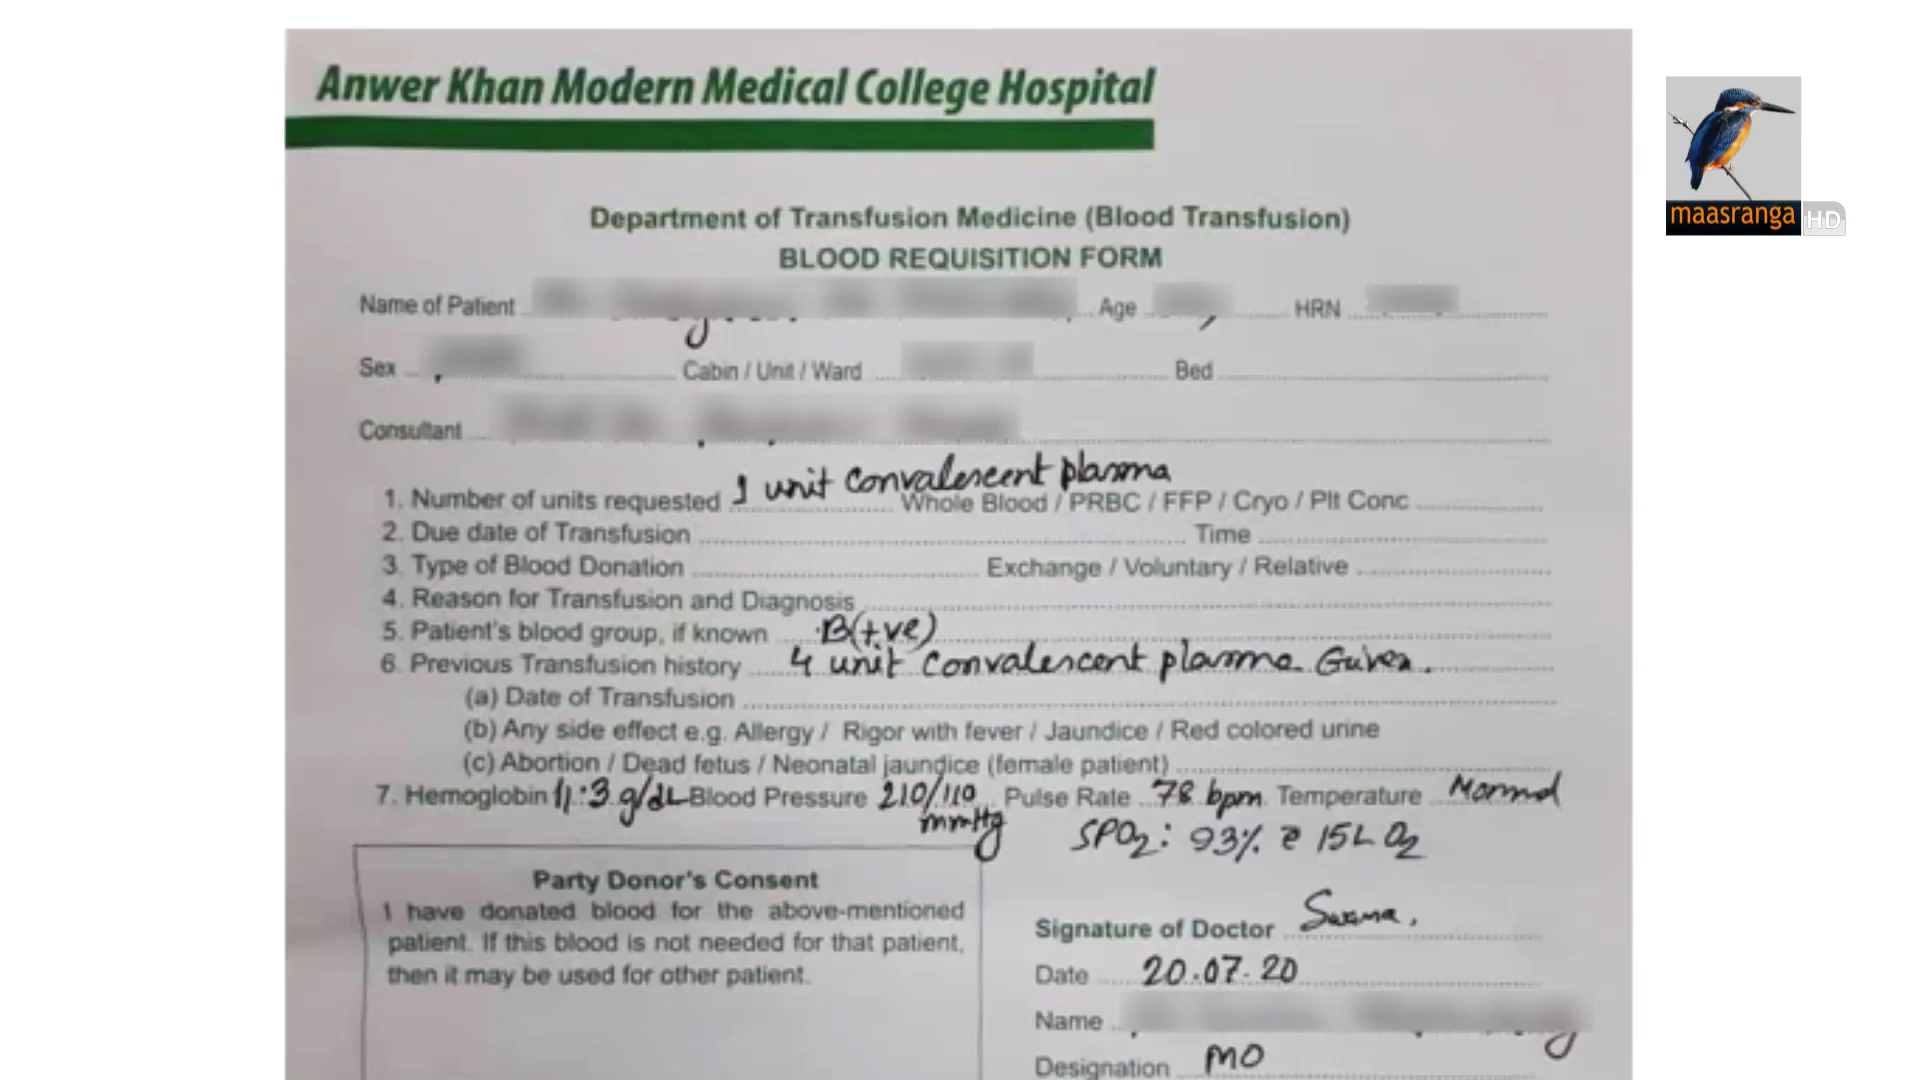 Anwer Khan Modern Medical College Hospital
maasranga HD
Department of Transfusion Medicine (Blood Transfusion)
BLOOD REQUISITION FORM
Name of Patient Age HRN
Sex Cabin / Unit / Ward Bed
Consultant
1. Number of units requested 1 unit convalescent plasma Whole Blood / PRBC / FFP / Cryo / Plt Conc
2. Due date of Transfusion Time
3. Type of Blood Donation Exchange / Voluntary / Relative
4. Reason for Transfusion and Diagnosis
5. Patient's blood group, if known B(+ve)
6. Previous Transfusion history 4 unit convalescent plasma Given.
(a) Date of Transfusion
(b) Any side effect e.g. Allergy / Rigor with fever / Jaundice / Red colored urine
(c) Abortion / Dead fetus / Neonatal jaundice (female patient)
7. Hemoglobin 11.3 g/dL Blood Pressure 210/110 mmHg Pulse Rate 78 bpm Temperature Normal
SPO2: 93% @ 15L O2
Party Donor's Consent
I have donated blood for the above-mentioned
patient. If this blood is not needed for that patient,
then it may be used for other patient.
Signature of Doctor
Date 20.07.20
Name
Designation MO